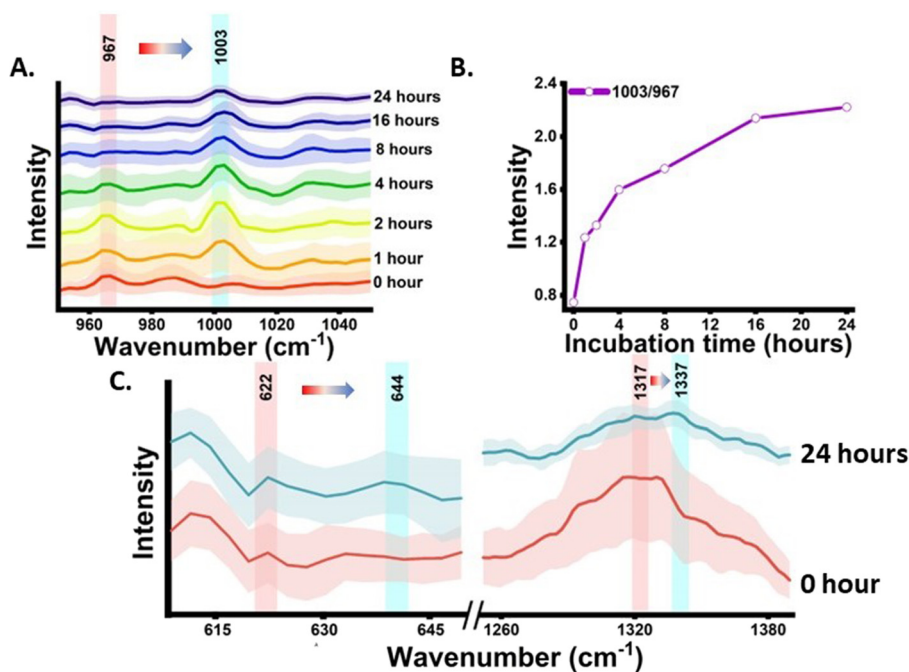 A.
967
1003
24 hours
16 hours
8 hours
4 hours
2 hours
1 hour
0 hour
Intensity
960
980
1000
1020
1040
Wavenumber (cm⁻¹)
B.
1003/967
2.4
2.0
1.6
1.2
0.8
Intensity
0
4
8
12
16
20
24
Incubation time (hours)
C.
622
644
1317
1337
24 hours
0 hour
Intensity
615
630
645
1260
1320
1380
Wavenumber (cm⁻¹)